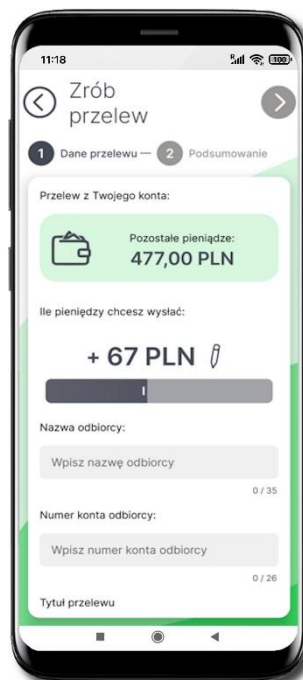 11:18
100
Zrób
przelew
1 Dane przelewu — 2 Podsumowanie
Przelew z Twojego konta:
Pozostałe pieniądze:
477,00 PLN
Ile pieniędzy chcesz wysłać:
+ 67 PLN
Nazwa odbiorcy:
Wpisz nazwę odbiorcy
0 / 35
Numer konta odbiorcy:
Wpisz numer konta odbiorcy
0 / 26
Tytuł przelewu